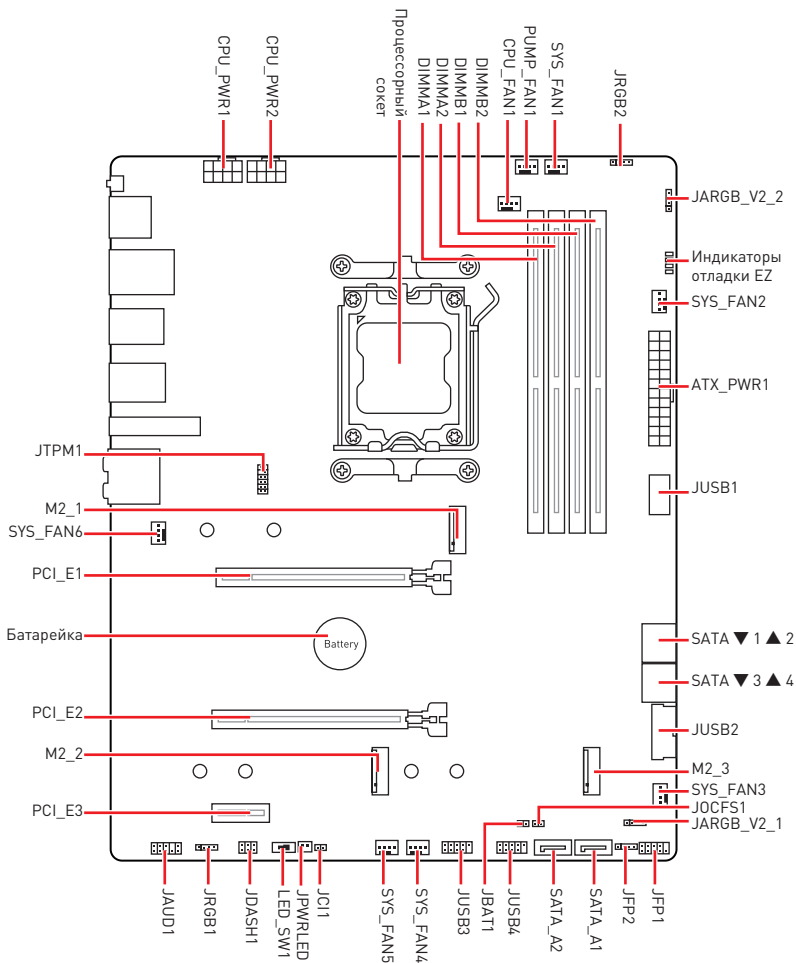 CPU_PWR1
CPU_PWR2
Процессорный
сокет
DIMMA1
DIMMA2
DIMMB1
DIMMB2
CPU_FAN1
PUMP_FAN1
SYS_FAN1
JRGB2
JARGB_V2_2
Индикаторы
отладки EZ
SYS_FAN2
ATX_PWR1
JUSB1
SATA ▼ 1 ▲ 2
SATA ▼ 3 ▲ 4
JUSB2
M2_3
SYS_FAN3
JOCFS1
JARGB_V2_1
JTPM1
M2_1
SYS_FAN6
PCI_E1
Батарейка
Battery
PCI_E2
M2_2
PCI_E3
JAUD1
JRGB1
JDASH1
LED_SW1
JPWRLED
JCI1
SYS_FAN5
SYS_FAN4
JUSB3
JBAT1
JUSB4
SATA_A2
SATA_A1
JFP2
JFP1